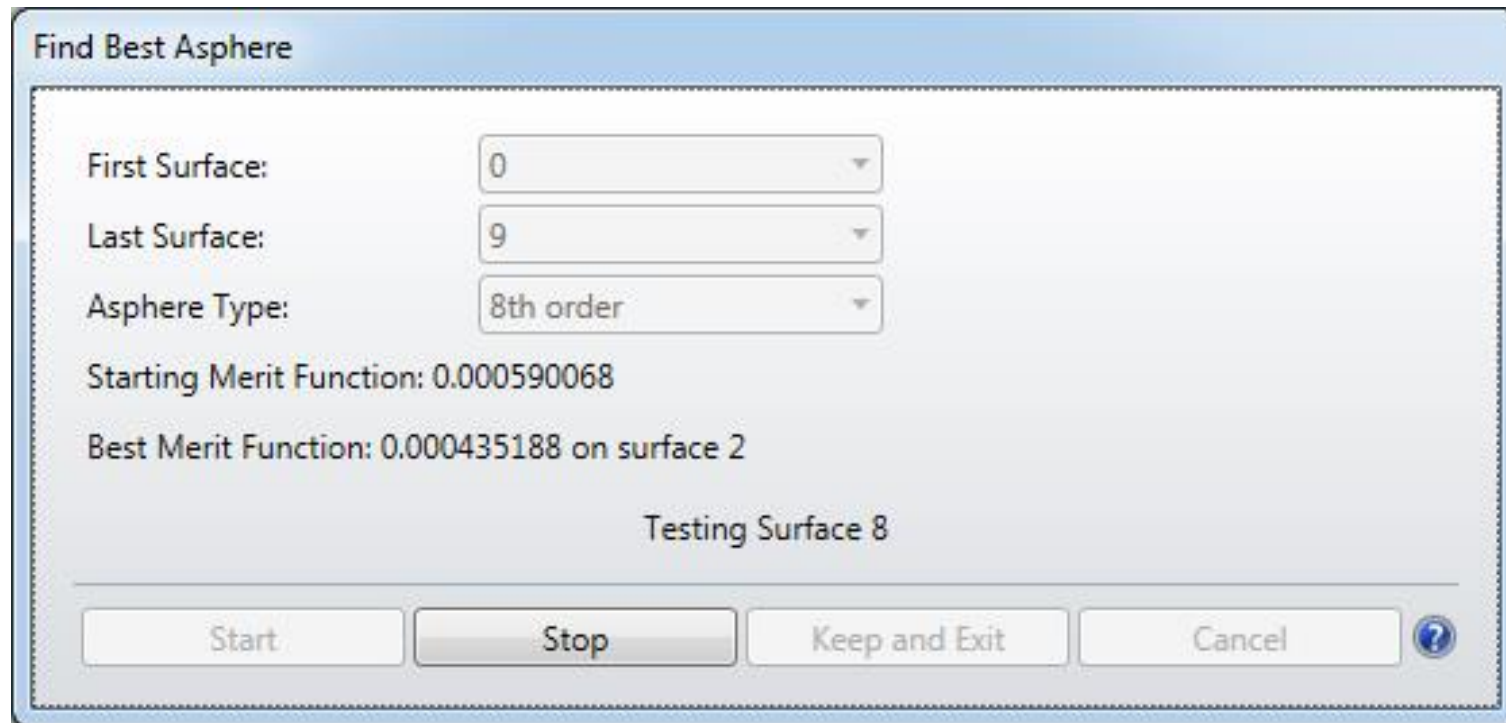 Find Best Asphere
First Surface: 0
Last Surface: 9
Asphere Type: 8th order
Starting Merit Function: 0.000590068
Best Merit Function: 0.000435188 on surface 2
Testing Surface 8
Start Stop Keep and Exit Cancel ?